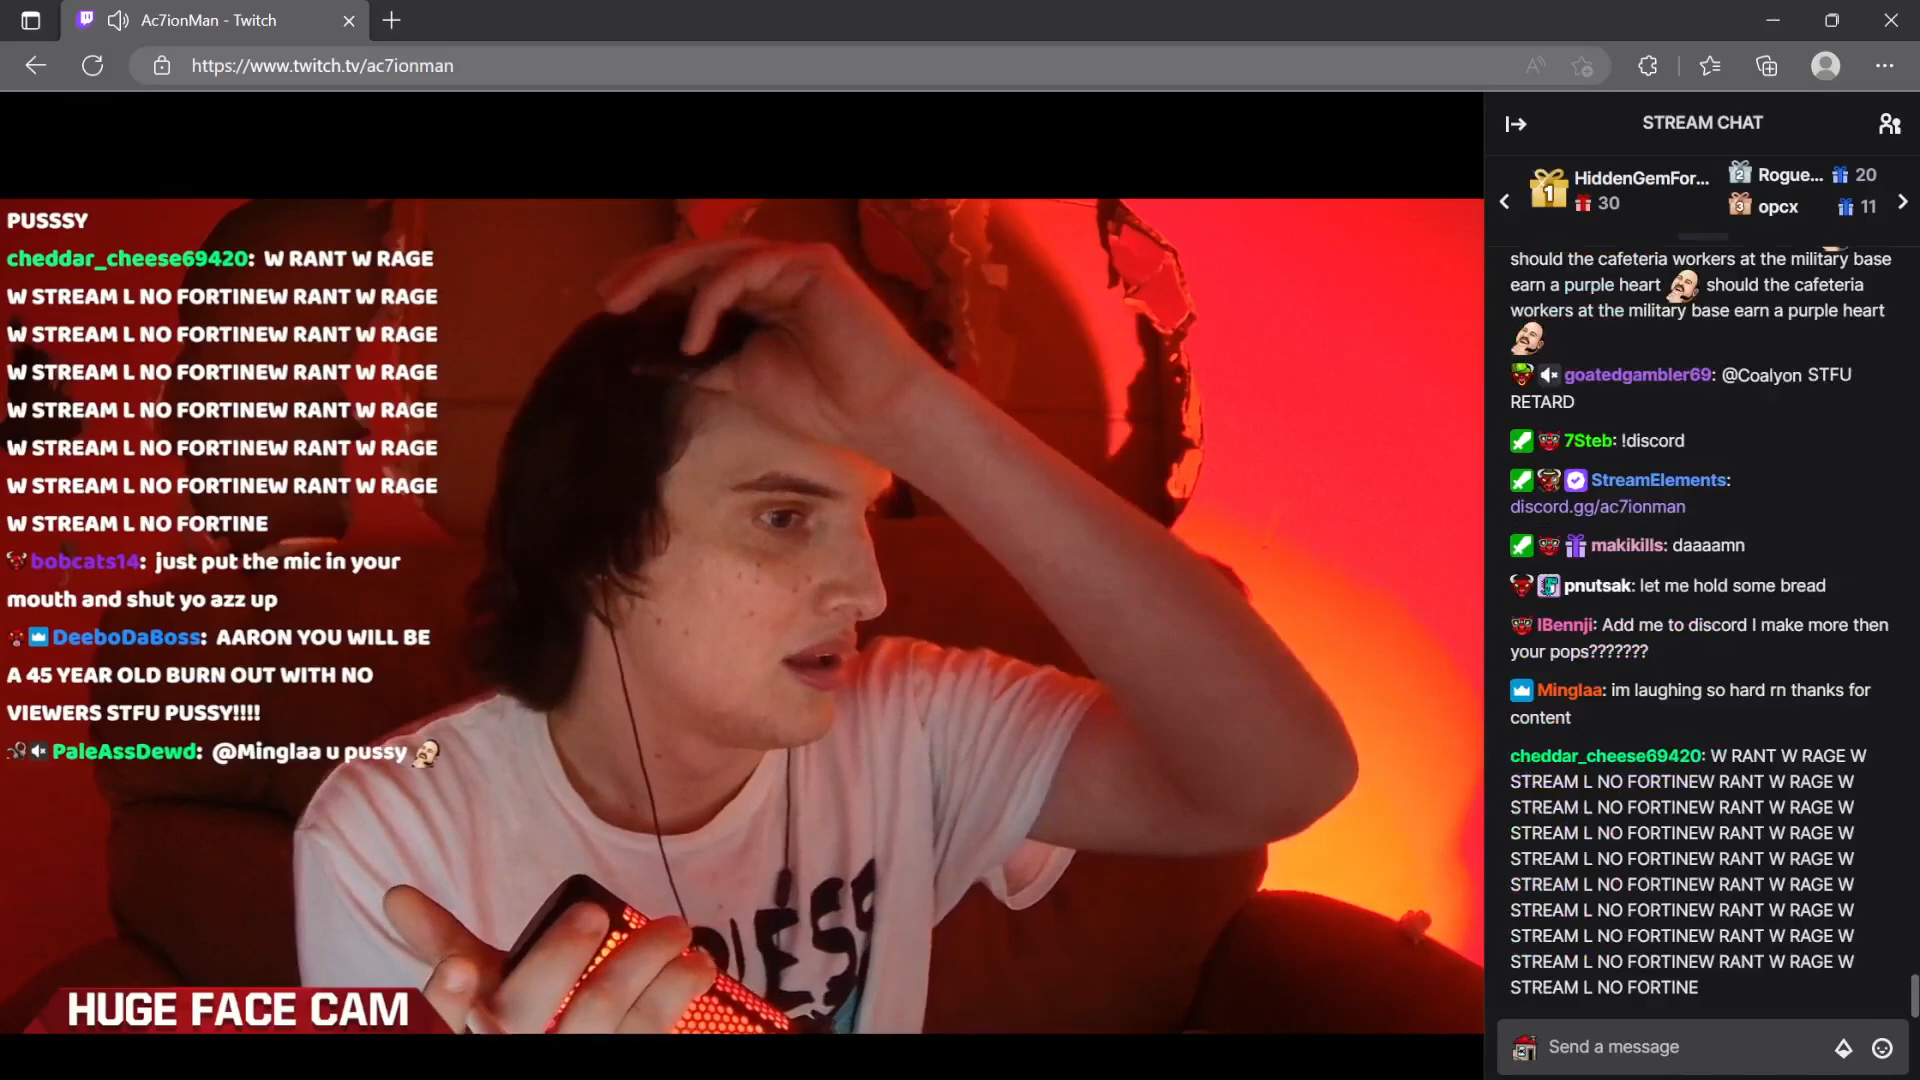 Ac7ionMan - Twitch
https://www.twitch.tv/ac7ionman
PUSSSY
cheddar_cheese69420: W RANT W RAGE
W STREAM L NO FORTINEW RANT W RAGE
W STREAM L NO FORTINEW RANT W RAGE
W STREAM L NO FORTINEW RANT W RAGE
W STREAM L NO FORTINEW RANT W RAGE
W STREAM L NO FORTINEW RANT W RAGE
W STREAM L NO FORTINEW RANT W RAGE
W STREAM L NO FORTINE
bobcats14: just put the mic in your
mouth and shut yo azz up
DeeboDaBoss: AARON YOU WILL BE
A 45 YEAR OLD BURN OUT WITH NO
VIEWERS STFU PUSSY!!!!
PaleAssDewd: @Minglaa u pussy
HUGE FACE CAM
STREAM CHAT
1 HiddenGemFor...
30
2 Rogue... 20
3 opcx 11
should the cafeteria workers at the military base
earn a purple heart should the cafeteria
workers at the military base earn a purple heart
goatedgambler69: @Coalyon STFU
RETARD
7Steb: !discord
StreamElements:
discord.gg/ac7ionman
makikills: daaaamn
pnutsak: let me hold some bread
IBennji: Add me to discord I make more then
your pops???????
Minglaa: im laughing so hard rn thanks for
content
cheddar_cheese69420: W RANT W RAGE W
STREAM L NO FORTINEW RANT W RAGE W
STREAM L NO FORTINEW RANT W RAGE W
STREAM L NO FORTINEW RANT W RAGE W
STREAM L NO FORTINEW RANT W RAGE W
STREAM L NO FORTINEW RANT W RAGE W
STREAM L NO FORTINEW RANT W RAGE W
STREAM L NO FORTINEW RANT W RAGE W
STREAM L NO FORTINEW RANT W RAGE W
STREAM L NO FORTINE
Send a message